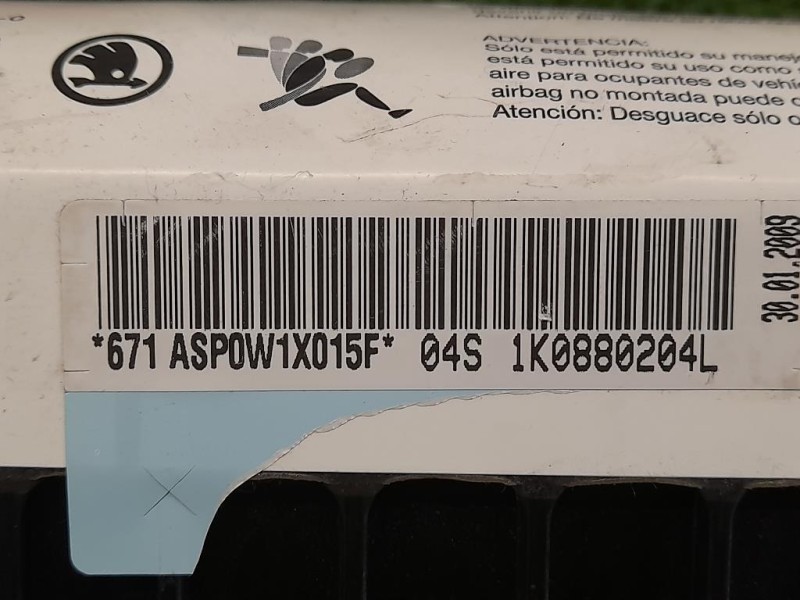 ADVERTENCIA:
Sólo está permitido su manej
está permitido su uso como
aire para ocupantes de vehí
airbag no montada puede
Atención: Desguace sólo
30.01.2009
*671 ASP0W1X015F* 04S 1K0880204L